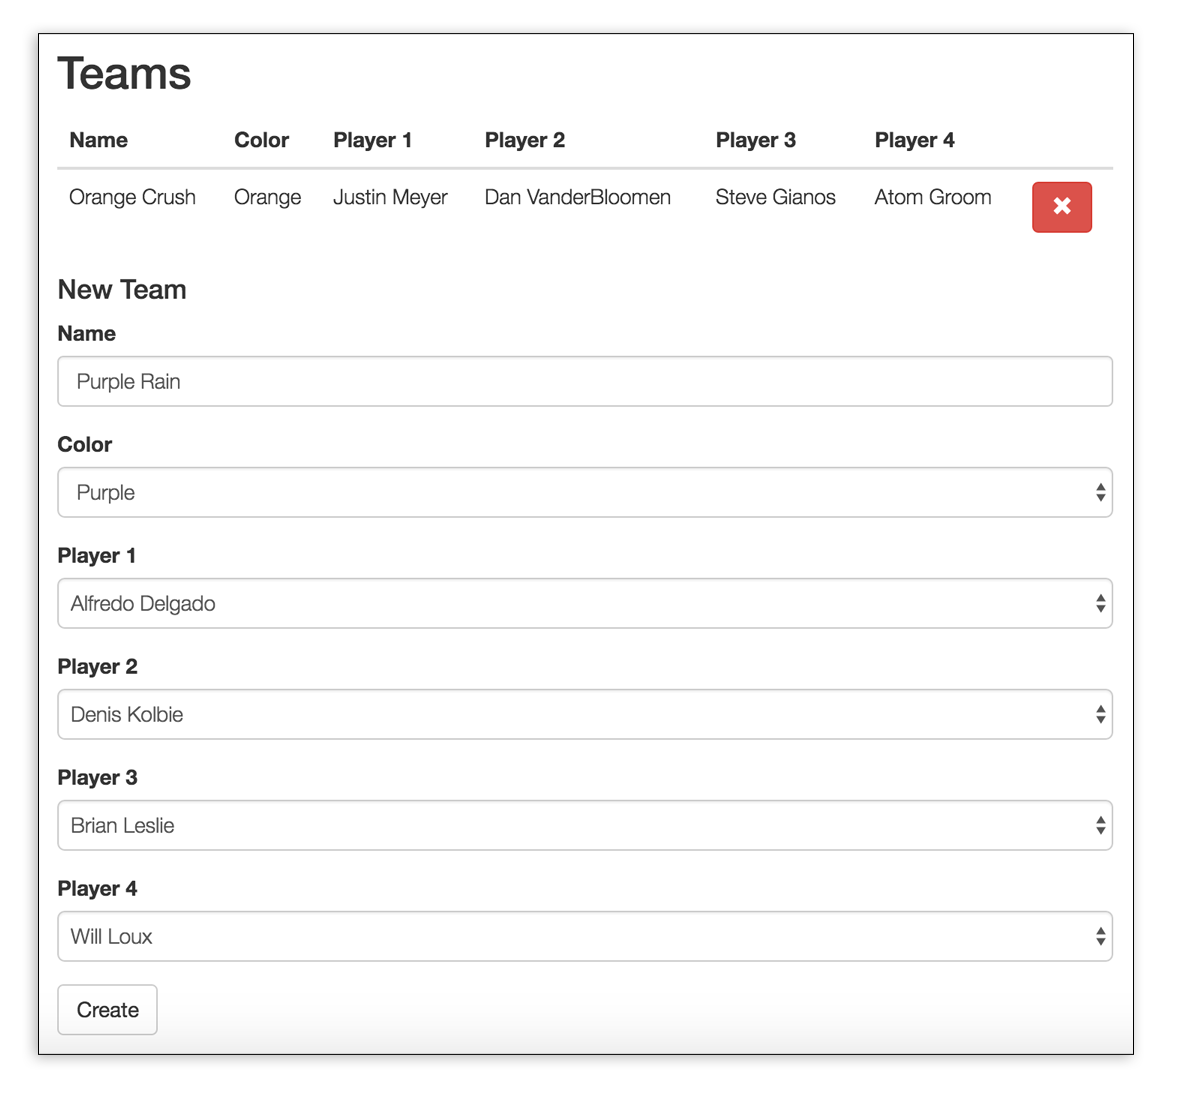 Teams
Name Color Player 1 Player 2 Player 3 Player 4
Orange Crush Orange Justin Meyer Dan VanderBloomen Steve Gianos Atom Groom
New Team
Name
Purple Rain
Color
Purple
Player 1
Alfredo Delgado
Player 2
Denis Kolbie
Player 3
Brian Leslie
Player 4
Will Loux
Create